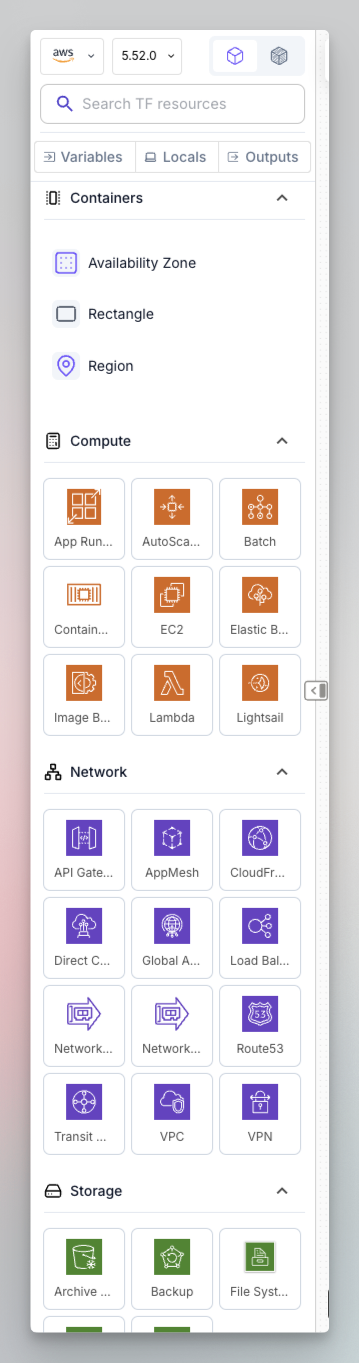 aws 5.52.0
Search TF resources
Variables Locals Outputs
Containers
Availability Zone
Rectangle
Region
Compute
App Run... AutoSca... Batch
Contain... EC2 Elastic B...
Image B... Lambda Lightsail
Network
API Gate... AppMesh CloudFr...
Direct C... Global A... Load Bal...
Network... Network... Route53
Transit ... VPC VPN
Storage
Archive ... Backup File Syst...